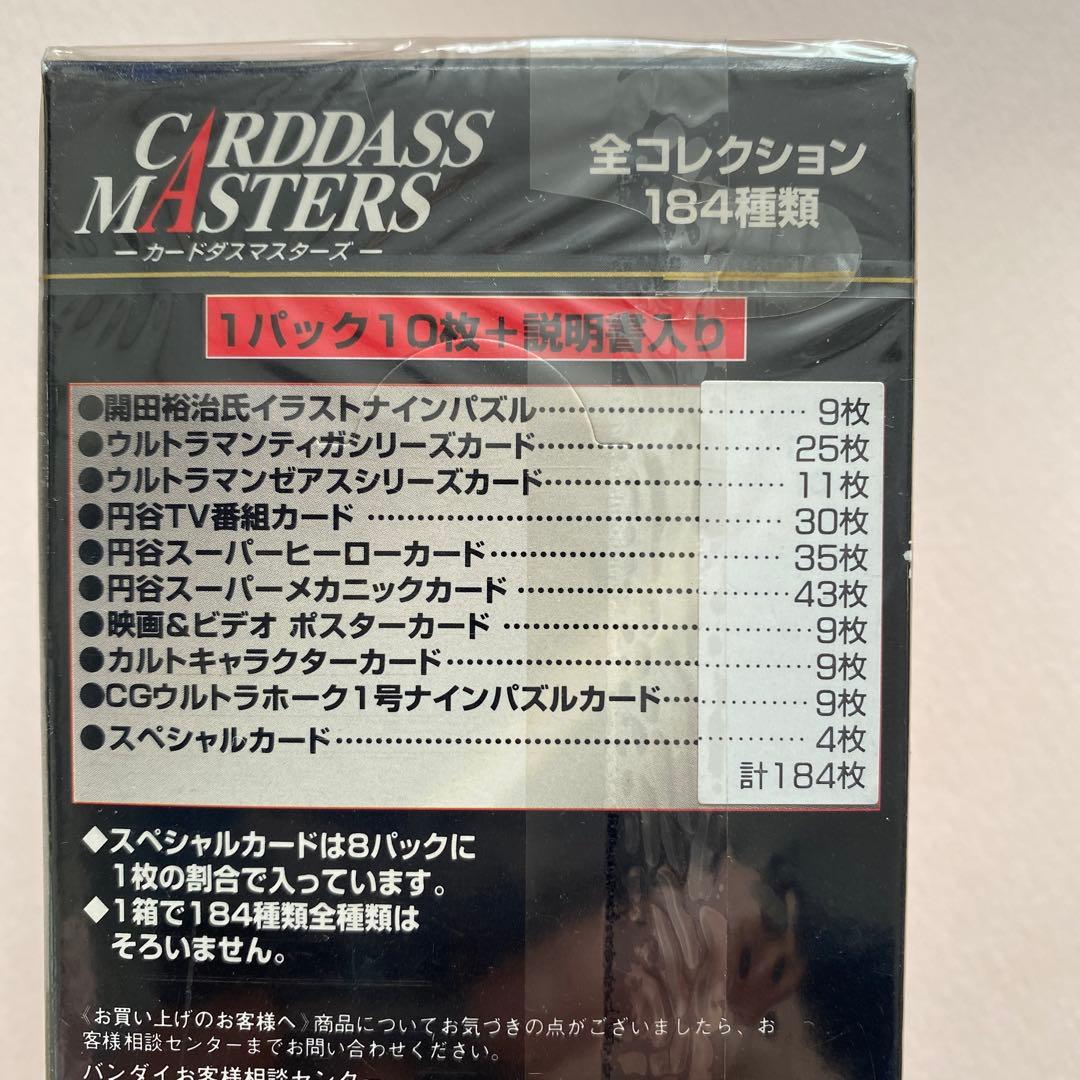 CARDDASS
MASTERS
ーカードダスマスターズー
全コレクション
184種類
1パック10枚+説明書入り
●開田裕治氏イラストナインパズル……………………… 9枚
●ウルトラマンティガシリーズカード……………………… 25枚
●ウルトラマンゼアスシリーズカード……………………… 11枚
●円谷TV番組カード ……………………… 30枚
●円谷スーパーヒーローカード……………………… 35枚
●円谷スーパーメカニックカード ……………………… 43枚
●映画&ビデオ ポスターカード ……………………… 9枚
●カルトキャラクターカード……………………… 9枚
●CGウルトラホーク1号ナインパズルカード……………… 9枚
●スペシャルカード……………………… 4枚
計184枚
◆スペシャルカードは8パックに
1枚の割合で入っています。
◆1箱で184種類全種類は
そろいません。
《お買い上げのお客様へ》商品についてお気づきの点がございましたら、お
客様相談センターまでお問い合わせください。
バンダイお客様相談センター